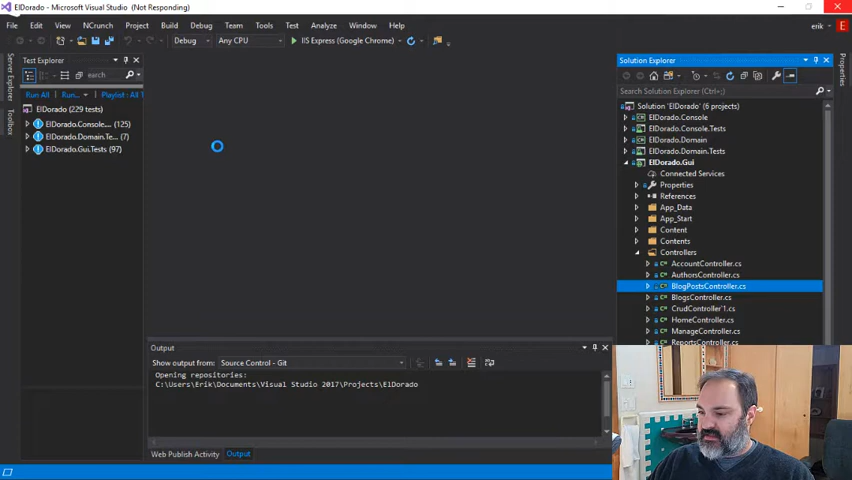 ElDorado - Microsoft Visual Studio (Not Responding)
File Edit View NCrunch Project Build Debug Team Tools Test Analyze Window Help
erik
Debug Any CPU IIS Express (Google Chrome)
Server Explorer
Toolbox
Test Explorer
earch
Run All Run... Playlist : All T
ElDorado (229 tests)
ElDorado.Console.... (125)
ElDorado.Domain.Te... (7)
ElDorado.Gui.Tests (97)
Output
Show output from: Source Control - Git
Opening repositories:
C:\Users\Erik\Documents\Visual Studio 2017\Projects\ElDorado
Web Publish Activity Output
Solution Explorer
Search Solution Explorer (Ctrl+;)
Solution 'ElDorado' (6 projects)
ElDorado.Console
ElDorado.Console.Tests
ElDorado.Domain
ElDorado.Domain.Tests
ElDorado.Gui
Connected Services
Properties
References
App_Data
App_Start
Content
Contents
Controllers
AccountController.cs
AuthorsController.cs
BlogPostsController.cs
BlogsController.cs
CrudController`1.cs
HomeController.cs
ManageController.cs
ReportsController.cs
Properties